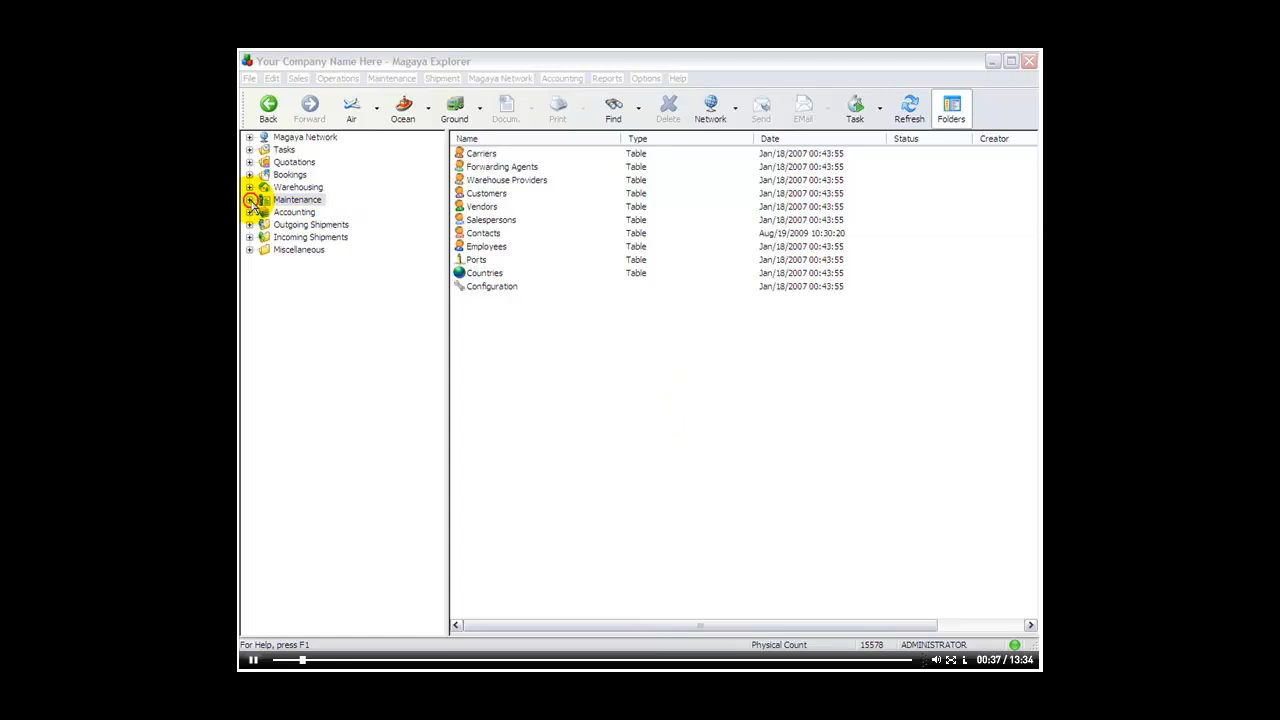 Your Company Name Here - Magaya Explorer
File Edit Sales Operations Maintenance Shipment Magaya Network Accounting Reports Options Help
Back Forward Air Ocean Ground Docum. Print Find Delete Network Send EMail Task Refresh Folders
Magaya Network
Tasks
Quotations
Bookings
Warehousing
Maintenance
Accounting
Outgoing Shipments
Incoming Shipments
Miscellaneous
Name Type Date Status Creator
Carriers Table Jan/18/2007 00:43:55
Forwarding Agents Table Jan/18/2007 00:43:55
Warehouse Providers Table Jan/18/2007 00:43:55
Customers Table Jan/18/2007 00:43:55
Vendors Table Jan/18/2007 00:43:55
Salespersons Table Jan/18/2007 00:43:55
Contacts Table Aug/19/2009 10:30:20
Employees Table Jan/18/2007 00:43:55
Ports Table Jan/18/2007 00:43:55
Countries Table Jan/18/2007 00:43:55
Configuration Jan/18/2007 00:43:55
For Help, press F1 Physical Count 15578 ADMINISTRATOR
00:37 / 13:34